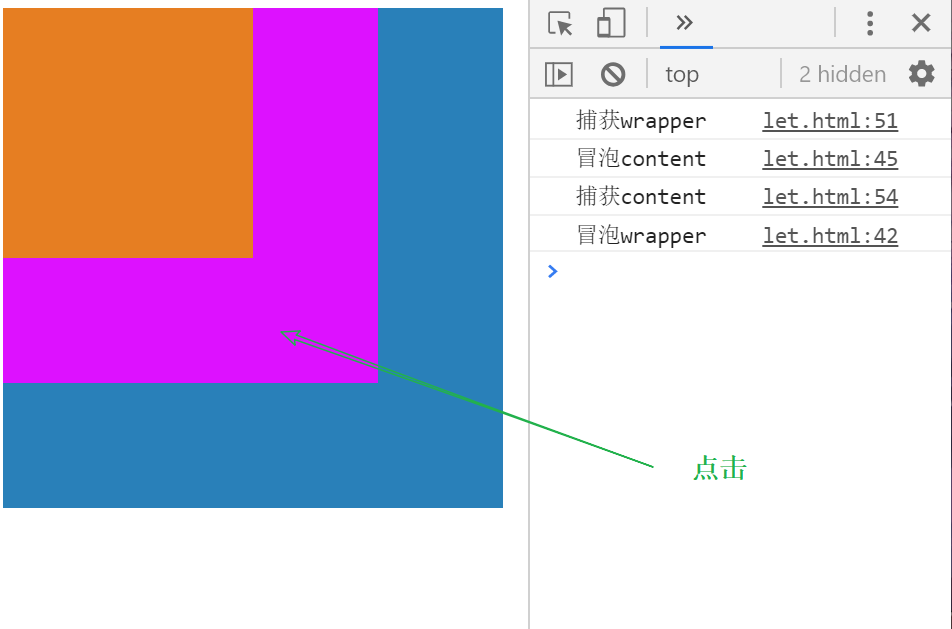 top 2 hidden
捕获wrapper let.html:51
冒泡content let.html:45
捕获content let.html:54
冒泡wrapper let.html:42
点击